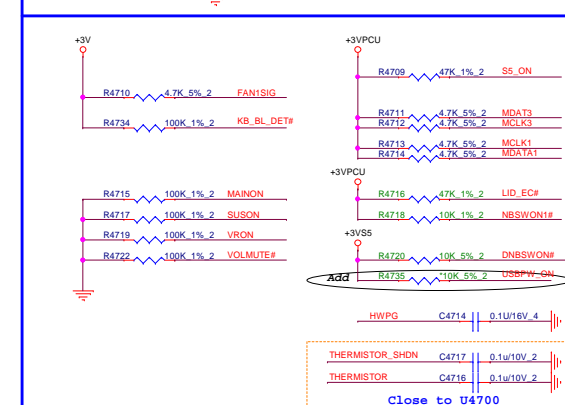 +3V
R4710 4.7K_5%_2 FAN1SIG
R4734 100K_1%_2 KB_BL_DET#
R4715 100K_1%_2 MAINON
R4717 100K_1%_2 SUSON
R4719 100K_1%_2 VRON
R4722 100K_1%_2 VOLMUTE#
+3VPCU
R4709 47K_1%_2 S5_ON
R4711 4.7K_5%_2 MDAT3
R4712 4.7K_5%_2 MCLK3
R4713 4.7K_5%_2 MCLK1
R4714 4.7K_5%_2 MDATA1
+3VPCU
R4716 47K_1%_2 LID_EC#
R4718 10K_1%_2 NBSWON1#
+3VS5
R4720 10K_5%_2 DNBSWON#
Add R4735 *10K_5%_2 USBPW_ON
HWPG C4714 0.1U/16V_4
THERMISTOR_SHDN C4717 0.1u/10V_2
THERMISTOR C4716 0.1u/10V_2
Close to U4700